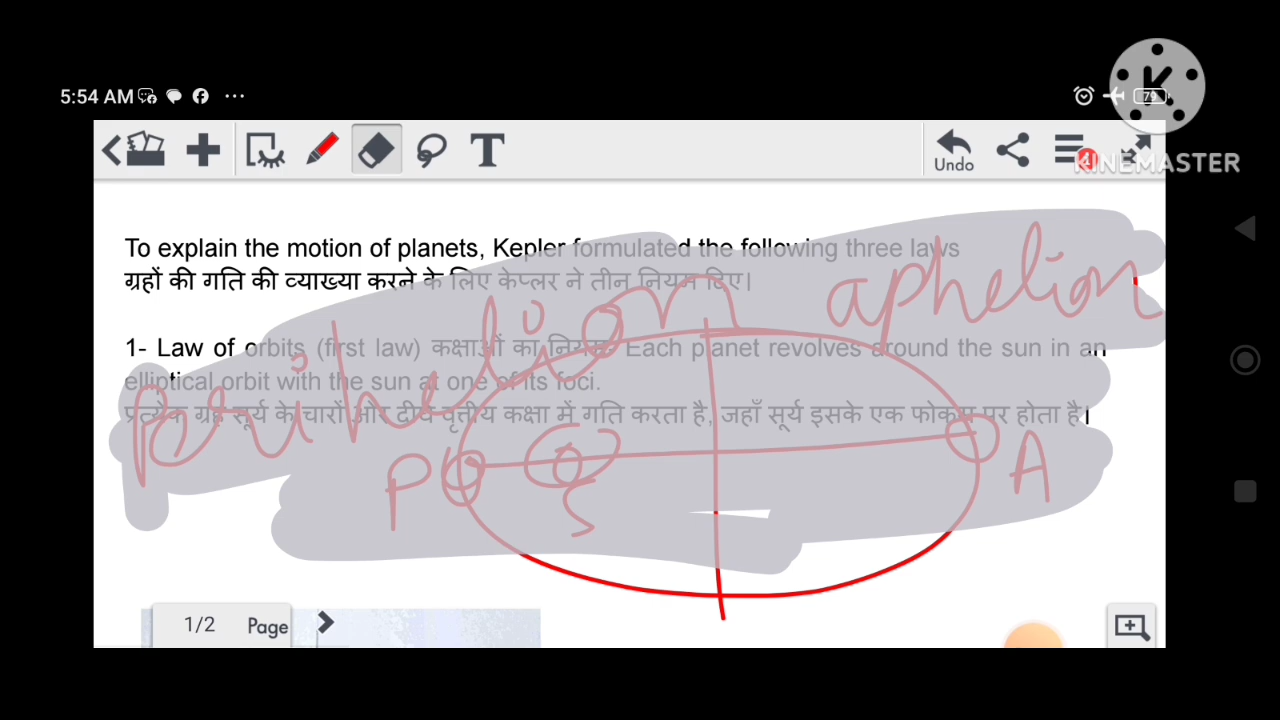 5:54 AM
79
KINEMASTER
Undo
4
To explain the motion of planets, Kepler formulated the following three laws
ग्रहों की गति की व्याख्या करने के लिए केप्लर ने तीन नियम दिए।
perihelion
aphelion
1- Law of orbits (first law) कक्षाओं का नियम- Each planet revolves around the sun in an
elliptical orbit with the sun at one of its foci.
प्रत्येक ग्रह सूर्य के चारों ओर दीर्घ वृत्तीय कक्षा में गति करता है, जहाँ सूर्य इसके एक फोकस पर होता है।
P
S
A
1/2 Page